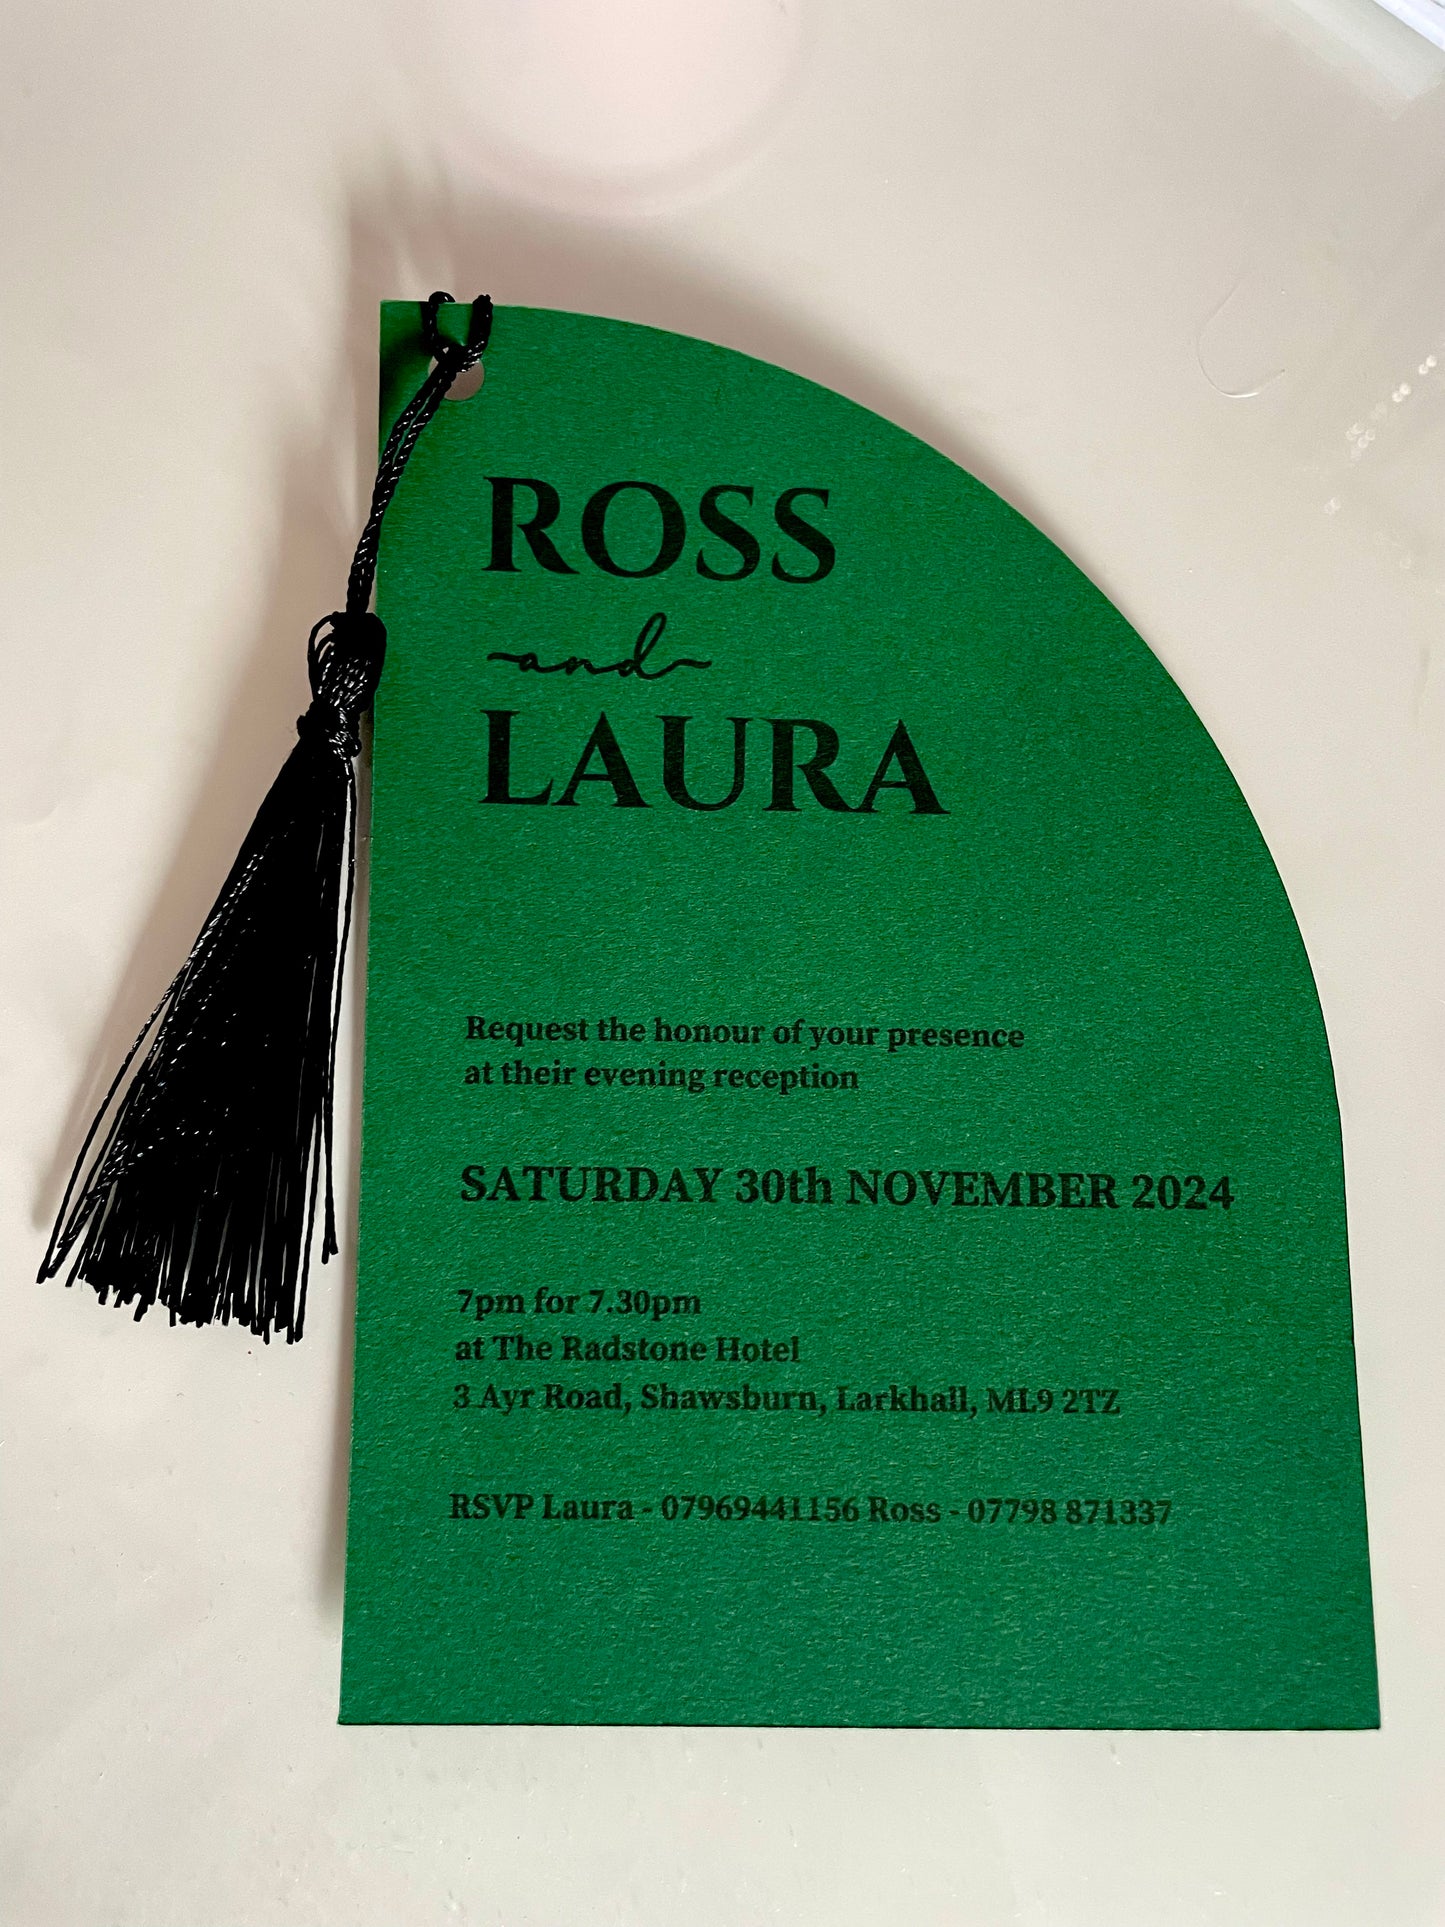 ROSS
and
LAURA
Request the honour of your presence
at their evening reception
SATURDAY 30th NOVEMBER 2024
7pm for 7.30pm
at The Radstone Hotel
3 Ayr Road, Shawsburn, Larkhall, ML9 2TZ
RSVP Laura - 07969441156 Ross - 07798 871337